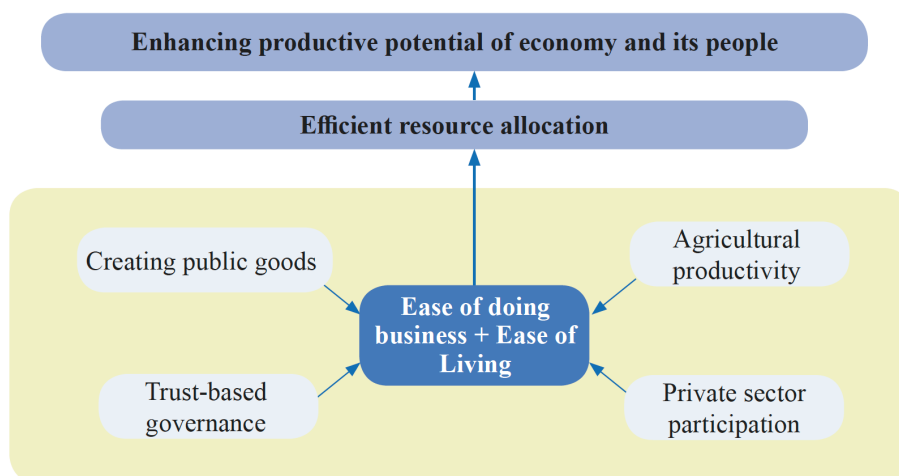 Enhancing productive potential of economy and its people
Efficient resource allocation
Creating public goods
Agricultural
productivity
Ease of doing
business + Ease of
Living
Trust-based
governance
Private sector
participation